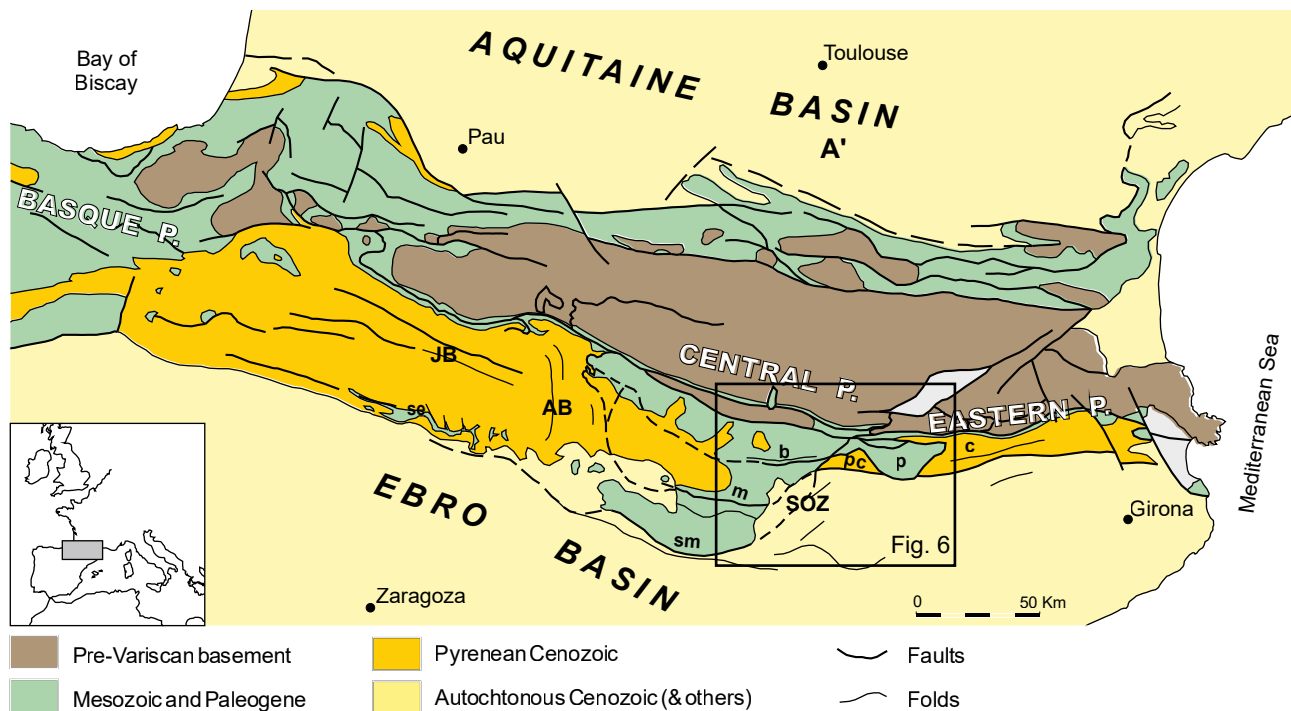 Bay of
Biscay
AQUITAINE
BASIN
Toulouse
A'
Pau
BASQUE P.
JB
CENTRAL P.
se
AB
EASTERN P.
b
pc
p
c
m
SOZ
sm
Fig. 6
EBRO
BASIN
Girona
Mediterranean Sea
Zaragoza
0 50 Km
Pre-Variscan basement
Pyrenean Cenozoic
Faults
Mesozoic and Paleogene
Autochtonous Cenozoic (& others)
Folds